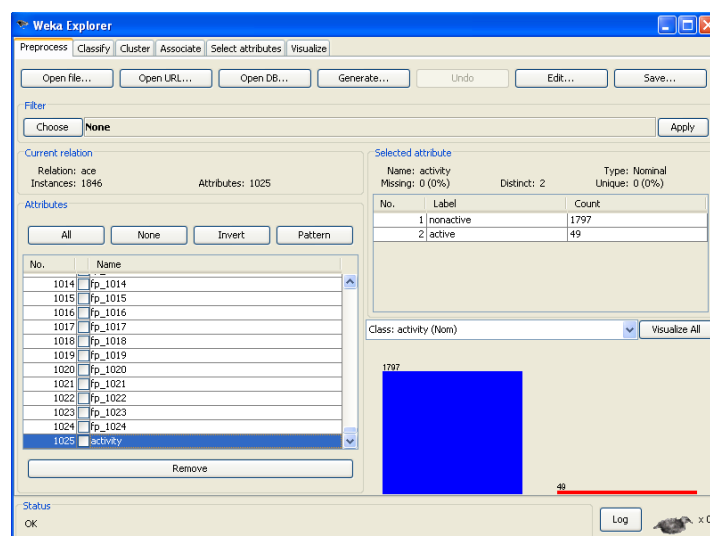 Weka Explorer
Preprocess Classify Cluster Associate Select attributes Visualize
Open file... Open URL... Open DB... Generate... Undo Edit... Save...
Filter
Choose None Apply
Current relation
Relation: ace
Instances: 1846 Attributes: 1025
Attributes
All None Invert Pattern
No. Name
1014 fp_1014
1015 fp_1015
1016 fp_1016
1017 fp_1017
1018 fp_1018
1019 fp_1019
1020 fp_1020
1021 fp_1021
1022 fp_1022
1023 fp_1023
1024 fp_1024
1025 activity
Remove
Selected attribute
Name: activity Type: Nominal
Missing: 0 (0%) Distinct: 2 Unique: 0 (0%)
No. Label Count
1 nonactive 1797
2 active 49
Class: activity (Nom) Visualize All
1797
49
Status
OK
Log x 0